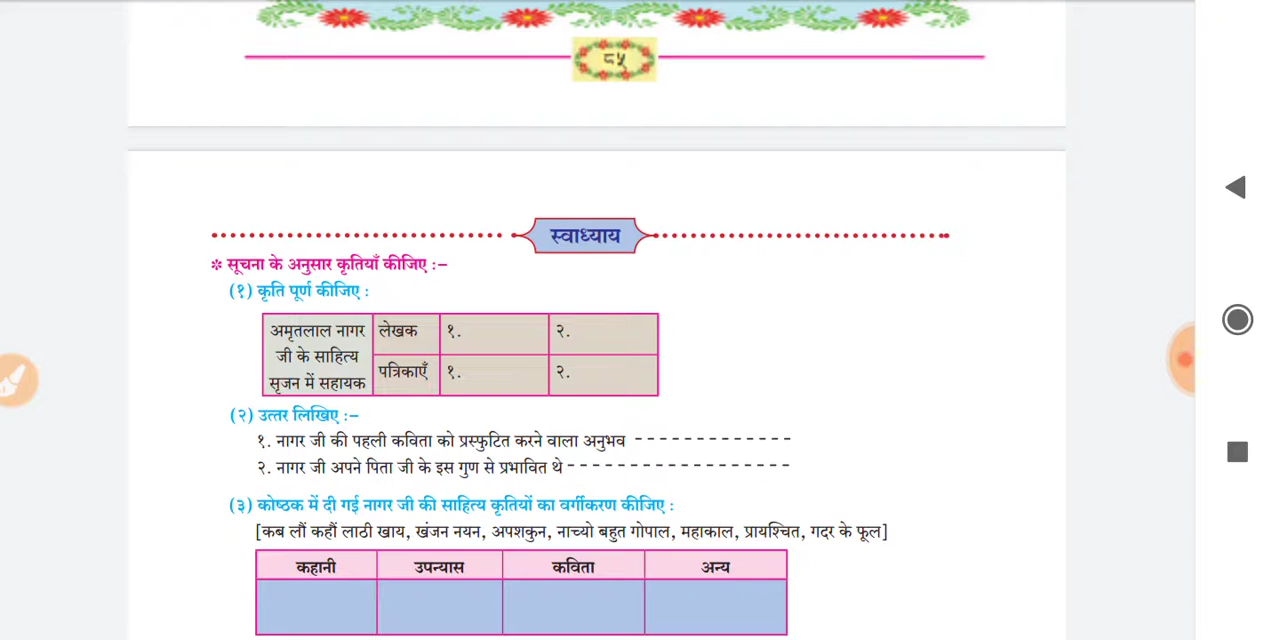 ८५
स्वाध्याय
* सूचना के अनुसार कृतियाँ कीजिए :–
(१) कृति पूर्ण कीजिए :
अमृतलाल नागर जी के साहित्य सृजन में सहायक
लेखक १. २.
पत्रिकाएँ १. २.
(२) उत्तर लिखिए :–
१. नागर जी की पहली कविता को प्रस्फुटित करने वाला अनुभव - - - - - - - - - - - - -
२. नागर जी अपने पिता जी के इस गुण से प्रभावित थे - - - - - - - - - - - - - - - - - - -
(३) कोष्ठक में दी गई नागर जी की साहित्य कृतियों का वर्गीकरण कीजिए :
[कब लौं कहौं लाठी खाय, खंजन नयन, अपशकुन, नाच्यो बहुत गोपाल, महाकाल, प्रायश्चित, गदर के फूल]
कहानी उपन्यास कविता अन्य